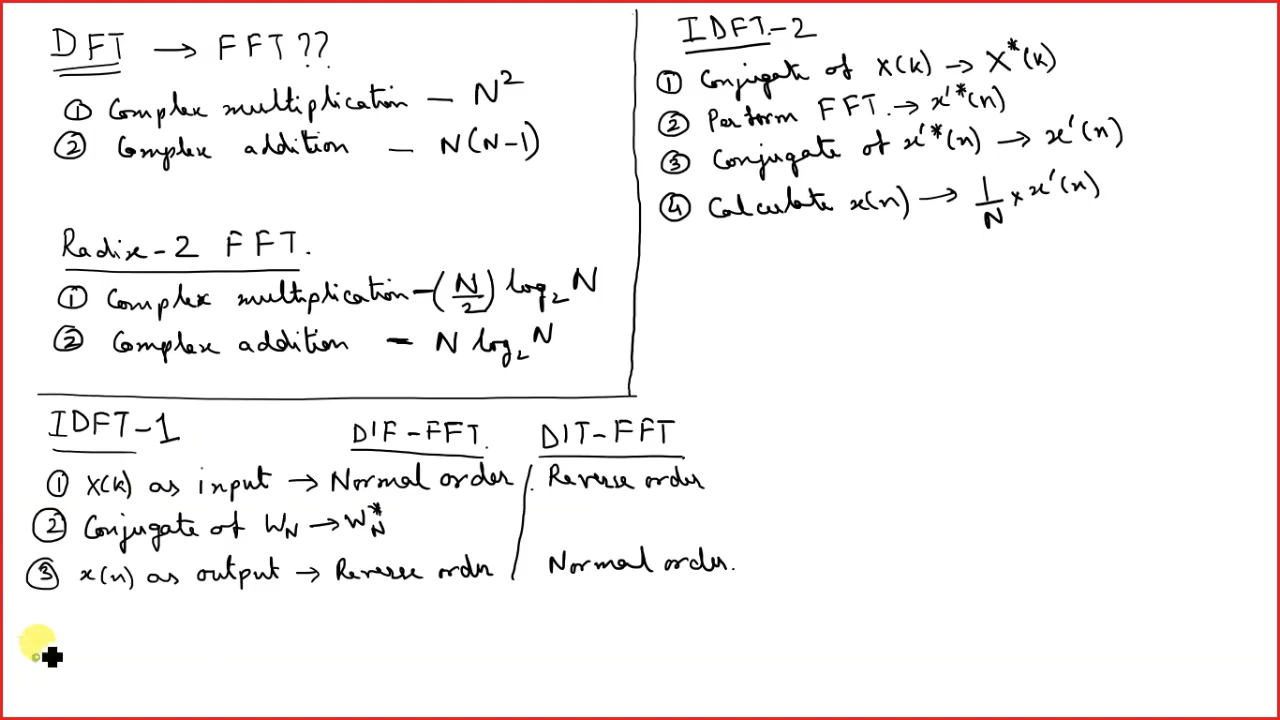 DFT → FFT??
① Complex multiplication — N²
② Complex addition — N(N-1)
Radix-2 FFT.
① Complex multiplication - (N/2) log₂ N
② Complex addition - N log₂ N
IDFT-1
DIF-FFT. DIT-FFT
① X(k) as input → Normal order / Reverse order
② Conjugate of W_N → W_N*
③ x(n) as output → Reverse order / Normal order.
IDFT-2
① Conjugate of X(k) → X*(k)
② Perform FFT. → x'*(n)
③ Conjugate of x'*(n) → x'(n)
④ Calculate x(n) → 1/N × x'(n)